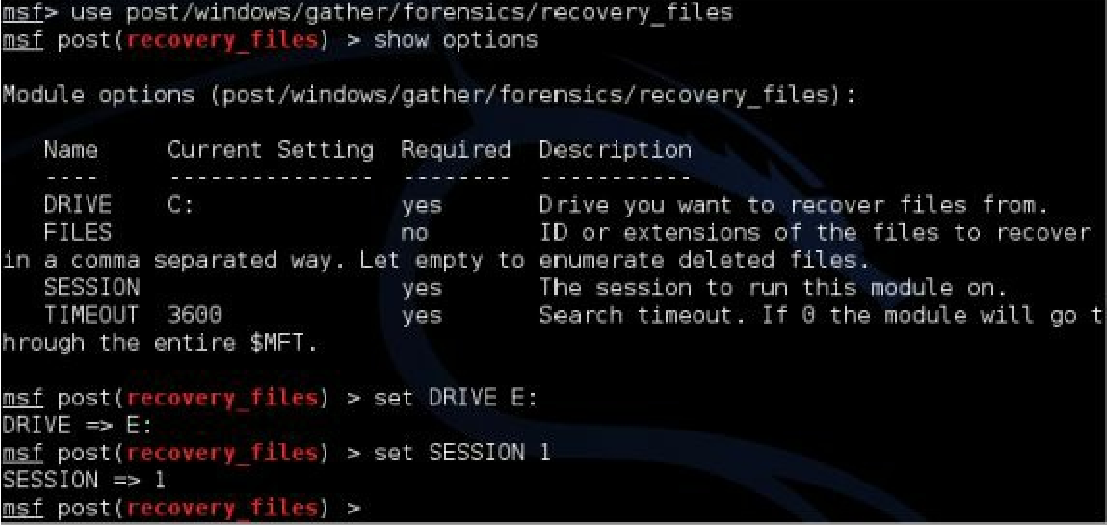 msf> use post/windows/gather/forensics/recovery_files
msf post(recovery_files) > show options
Module options (post/windows/gather/forensics/recovery_files):
Name Current Setting Required Description
---- --------------- -------- -----------
DRIVE C: yes Drive you want to recover files from.
FILES no ID or extensions of the files to recover
in a comma separated way. Let empty to enumerate deleted files.
SESSION yes The session to run this module on.
TIMEOUT 3600 yes Search timeout. If 0 the module will go t
hrough the entire $MFT.
msf post(recovery_files) > set DRIVE E:
DRIVE => E:
msf post(recovery_files) > set SESSION 1
SESSION => 1
msf post(recovery_files) >